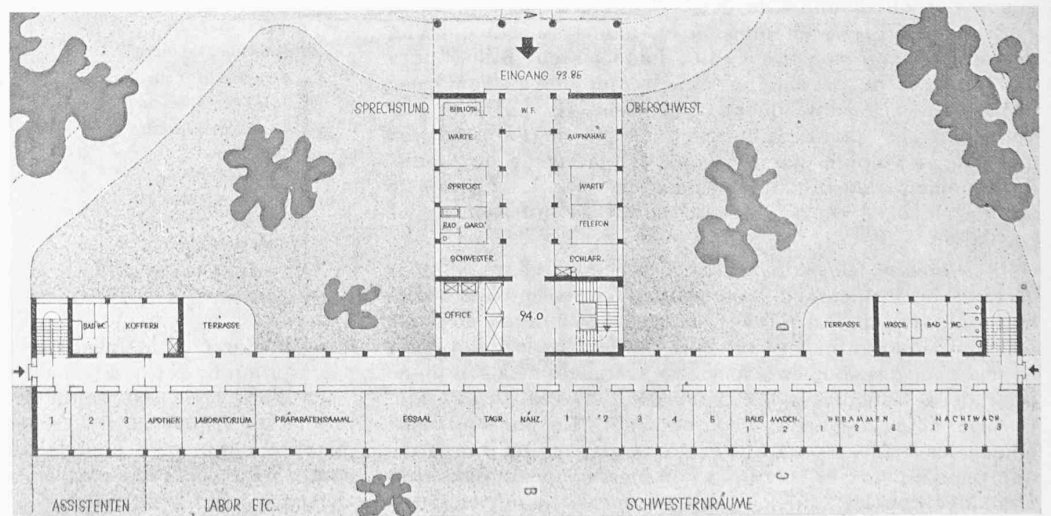 A
EINGANG 93.85
SPRECHSTUND.
OBERSCHWEST.
BIBLIOTH.
W.F.
WARTE
AUFNAHME
SPRECHST
WARTE
BAD GARD.
TELEFON
SCHWESTER
SCHLAFR.
OFFICE
94.0
BAD WC.
KOFFERN
TERRASSE
D
TERRASSE
WASCH.
BAD
WC.
1 2 3 APOTHEK LABORATORIUM PRÄPARATENSAMML. ESSAAL TAGR. NÄHZ. 1 2 3 4 5 HAUS 1 MÄDCH. 2 HEBAMMEN 1 2 3 NACHTWACH. 1 2 3
ASSISTENTEN
LABOR ETC.
B
C
SCHWESTERNRÄUME